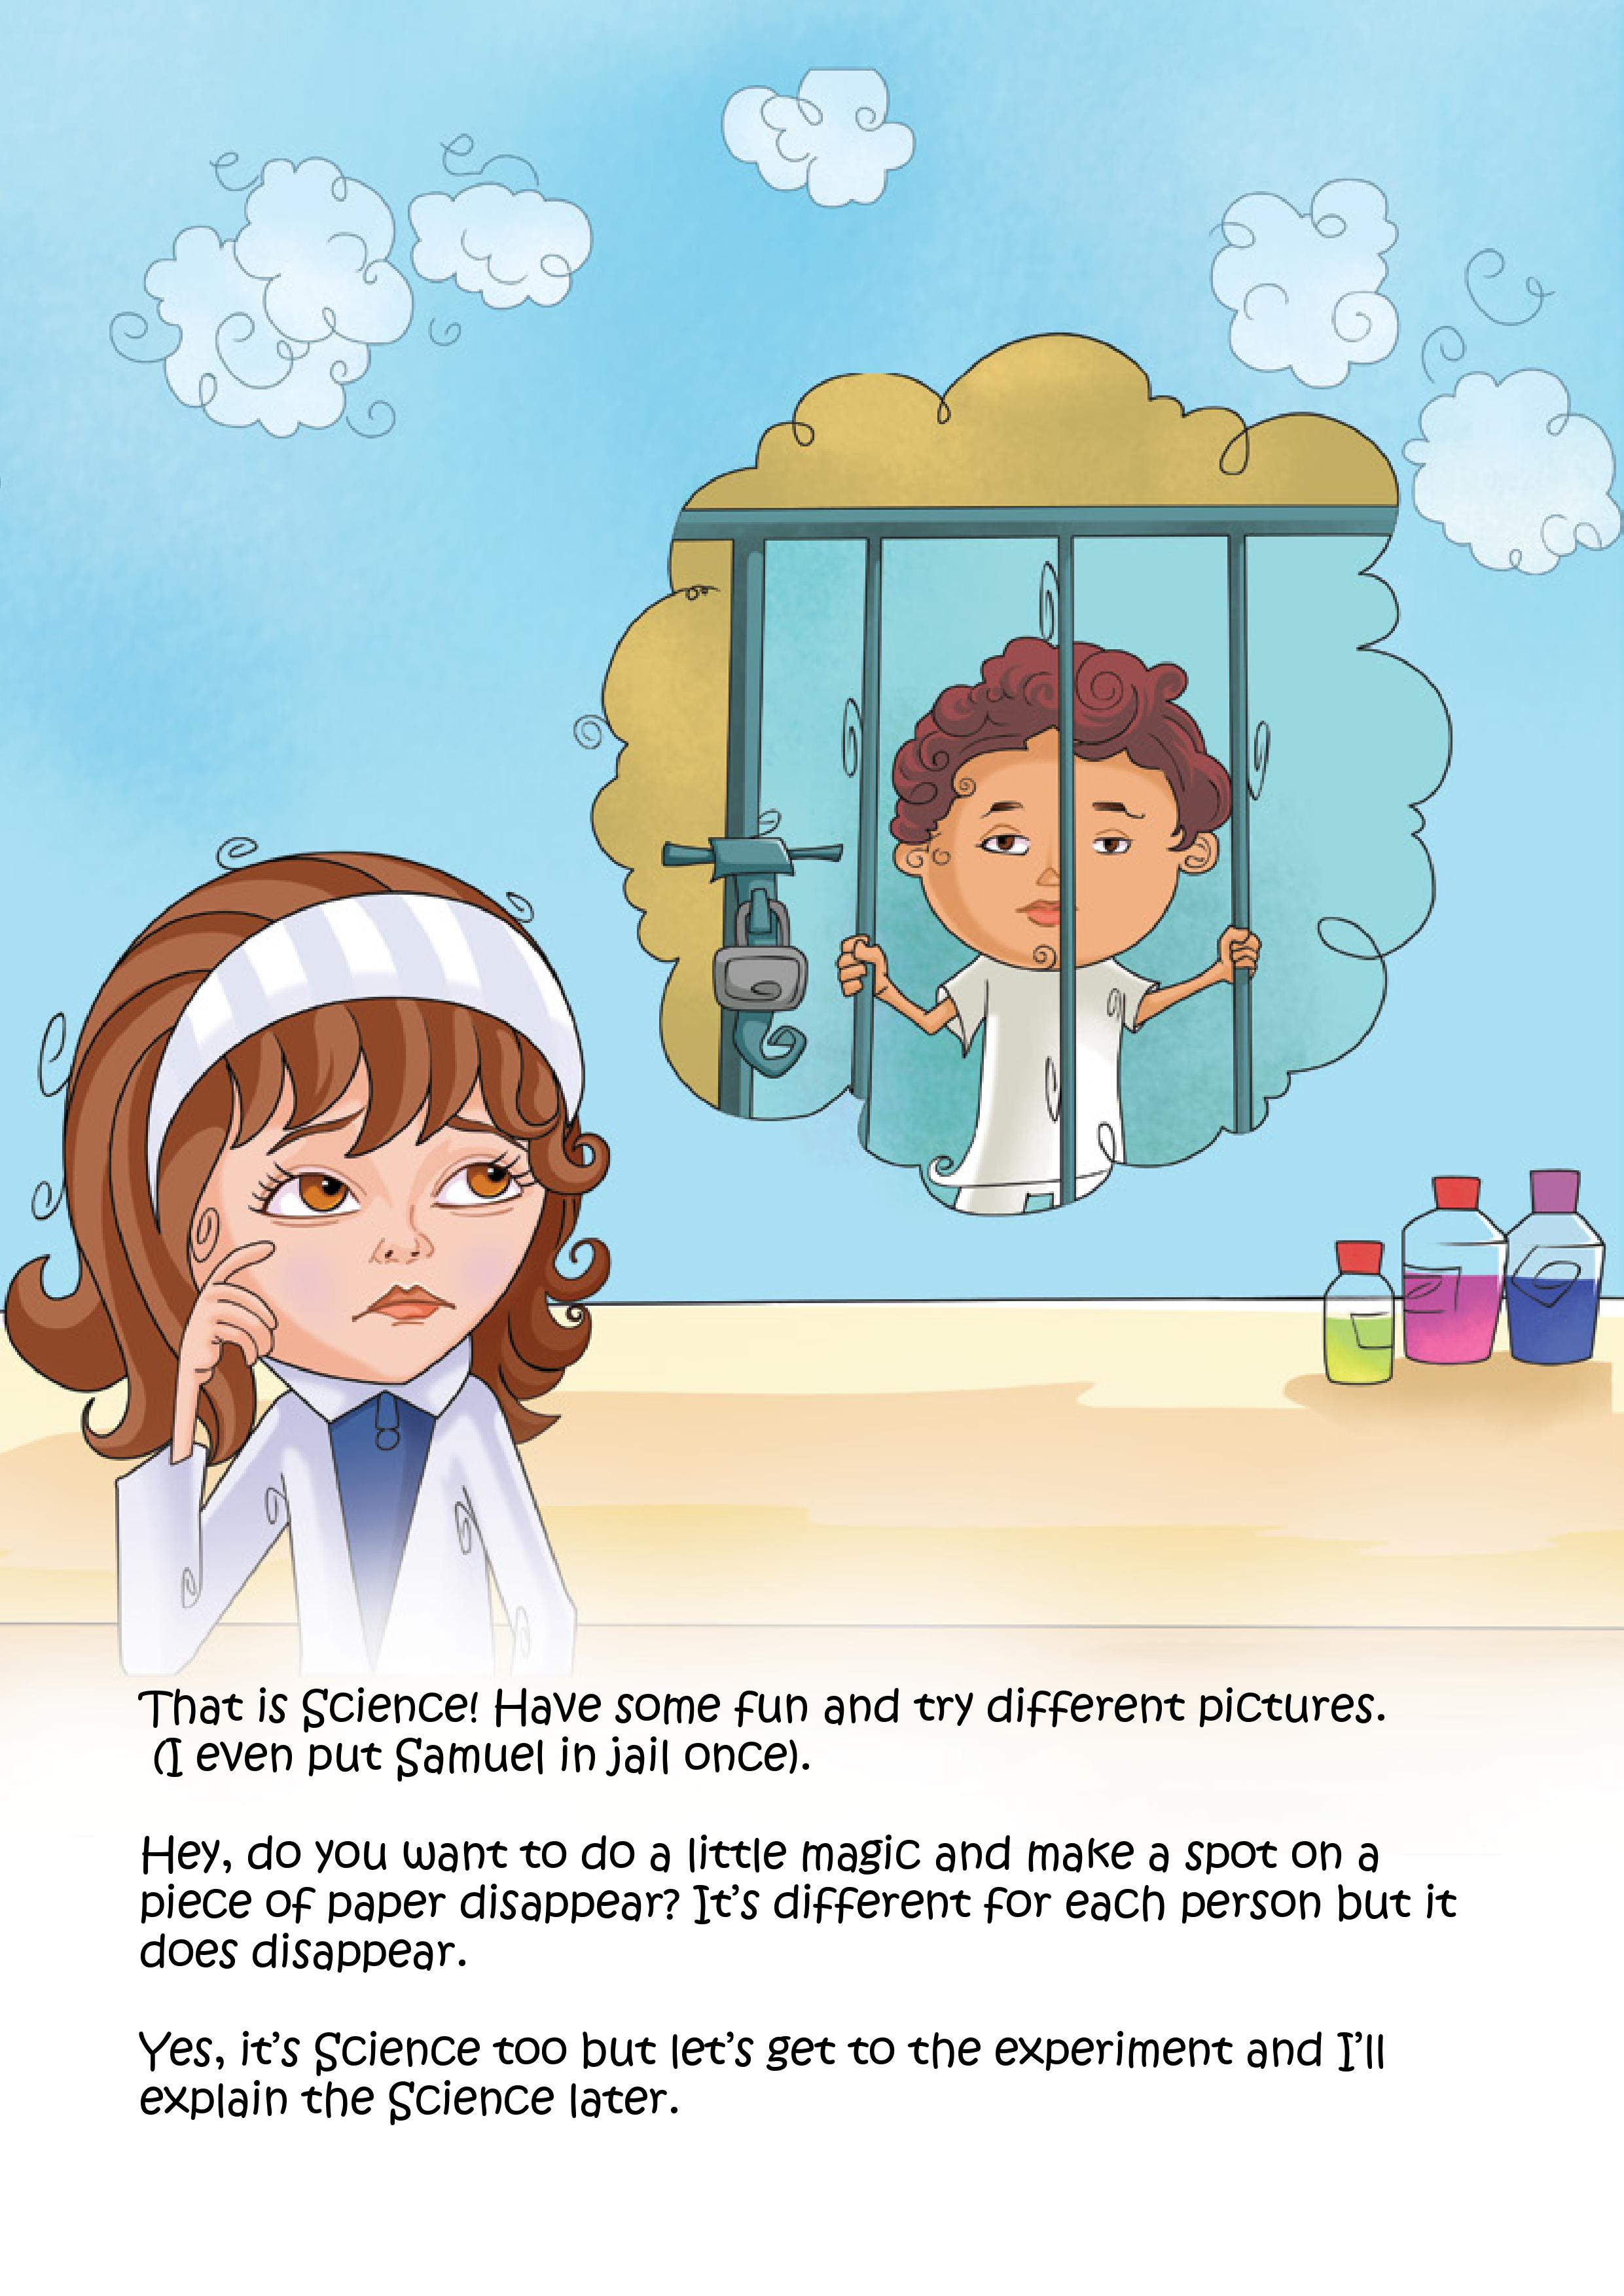 That is Science! Have some fun and try different pictures.
(I even put Samuel in jail once).
Hey, do you want to do a little magic and make a spot on a
piece of paper disappear? It's different for each person but it
does disappear.
Yes, it's Science too but let's get to the experiment and I'll
explain the Science later.